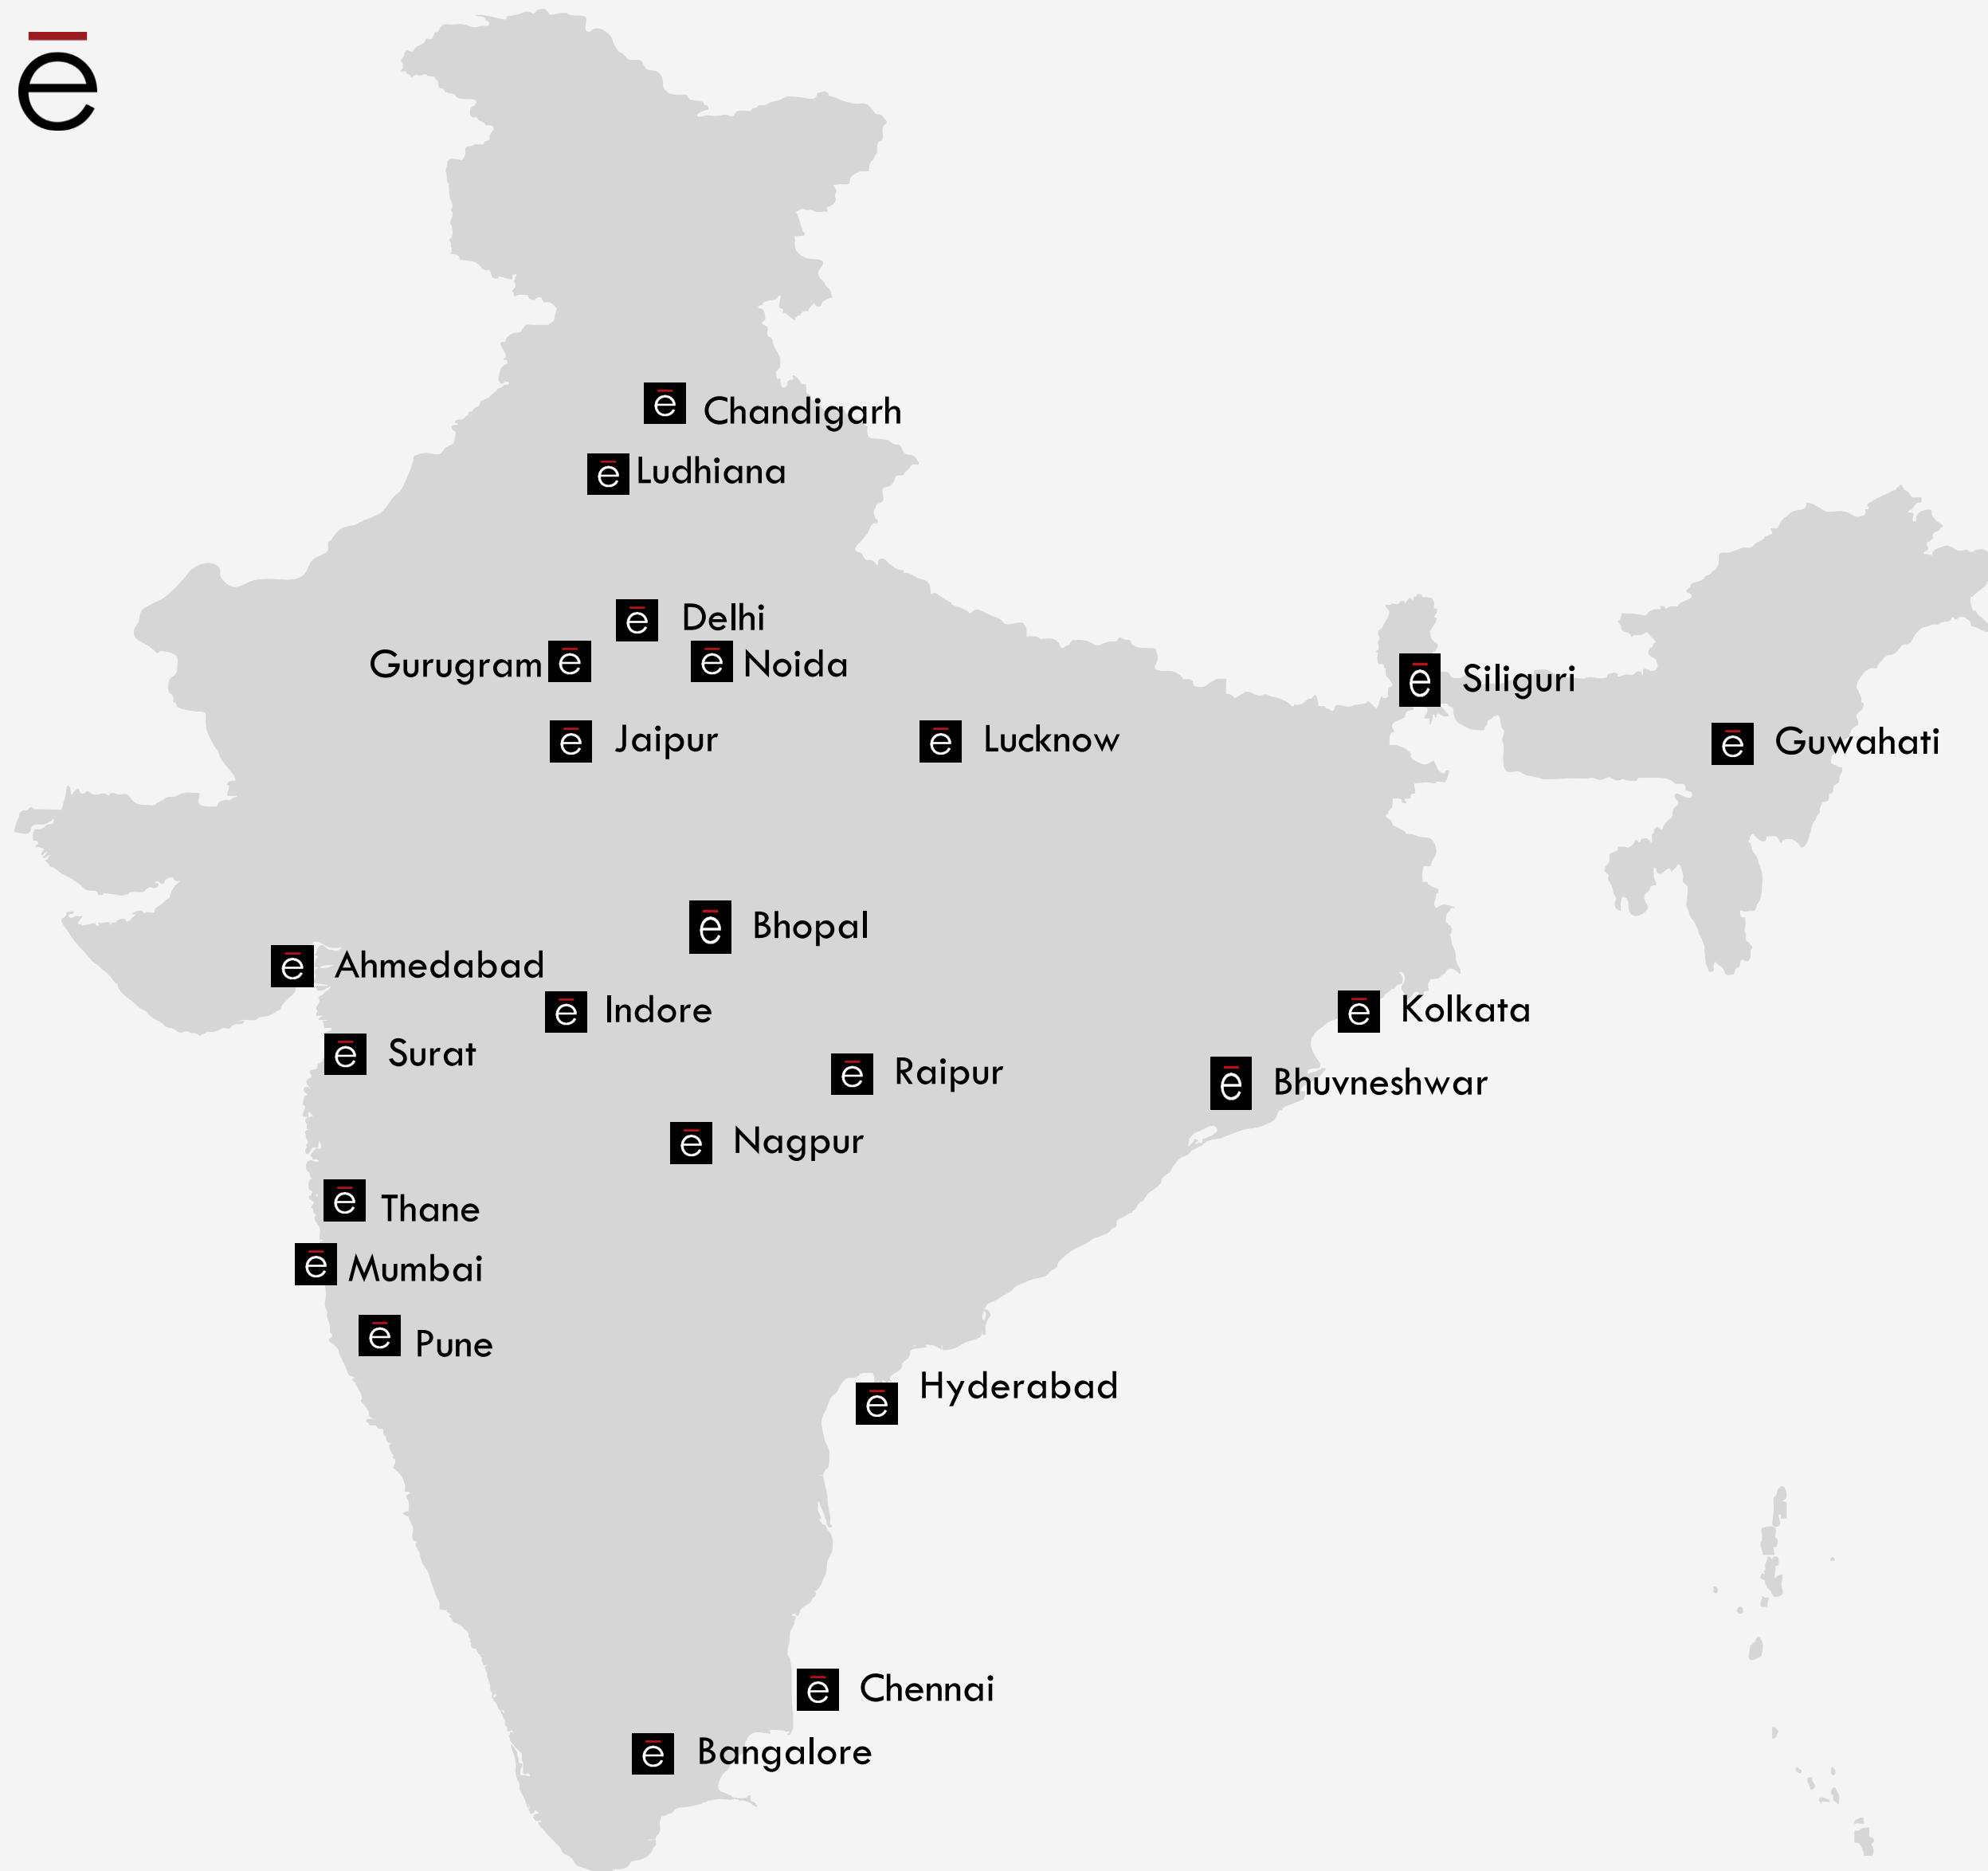 ē
ē Chandigarh
ē Ludhiana
ē Delhi
Gurugram ē
ē Noida
ē Jaipur
ē Lucknow
ē Siliguri
ē Guwahati
ē Bhopal
ē Ahmedabad
ē Indore
ē Kolkata
ē Surat
ē Raipur
ē Bhuvneshwar
ē Nagpur
ē Thane
ē Mumbai
ē Pune
ē Hyderabad
ē Chennai
ē Bangalore